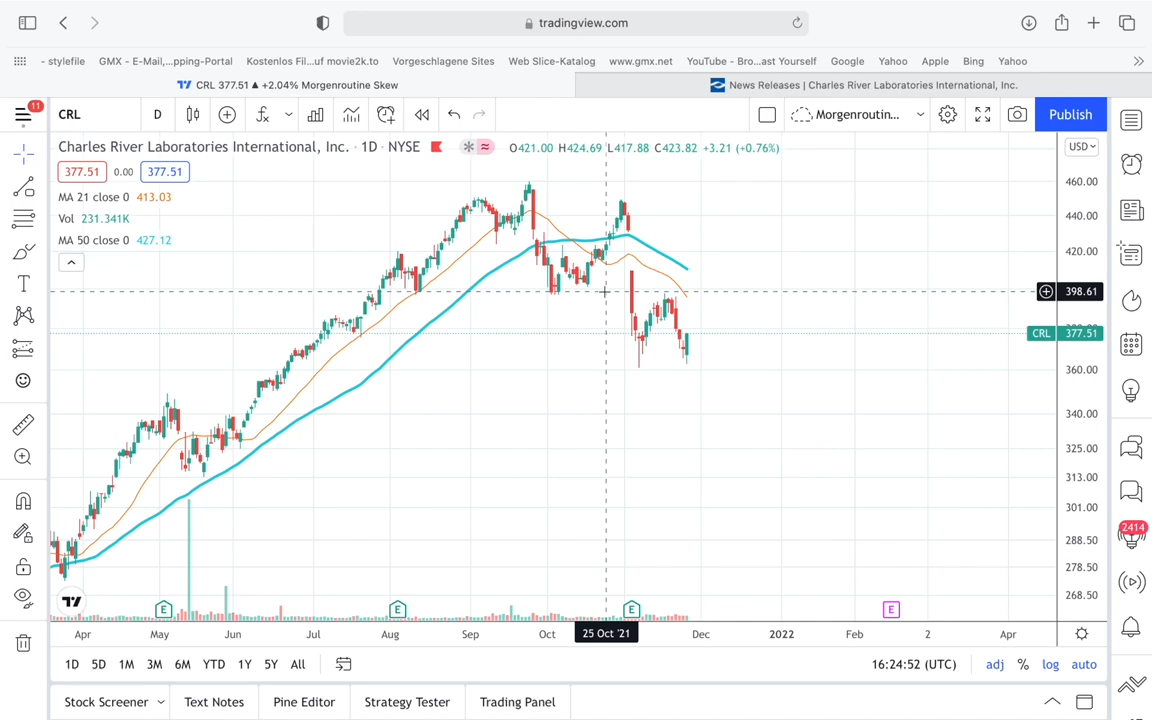 tradingview.com
- stylefile GMX - E-Mail,...pping-Portal Kostenlos Fil...uf movie2k.to Vorgeschlagene Sites Web Slice-Katalog www.gmx.net YouTube - Bro...ast Yourself Google Yahoo Apple Bing Yahoo
CRL 377.51 ▲ +2.04% Morgenroutine Skew
News Releases | Charles River Laboratories International, Inc.
11
CRL D Morgenroutin... Publish
Charles River Laboratories International, Inc. · 1D · NYSE O421.00 H424.69 L417.88 C423.82 +3.21 (+0.76%) USD
377.51 0.00 377.51
MA 21 close 0 413.03
Vol 231.341K
MA 50 close 0 427.12
460.00
440.00
420.00
398.61
CRL 377.51
360.00
340.00
325.00
313.00
301.00
2414
288.50
278.50
268.50
E E E E
Apr May Jun Jul Aug Sep Oct 25 Oct '21 Dec 2022 Feb 2 Apr
1D 5D 1M 3M 6M YTD 1Y 5Y All 16:24:52 (UTC) adj % log auto
Stock Screener Text Notes Pine Editor Strategy Tester Trading Panel